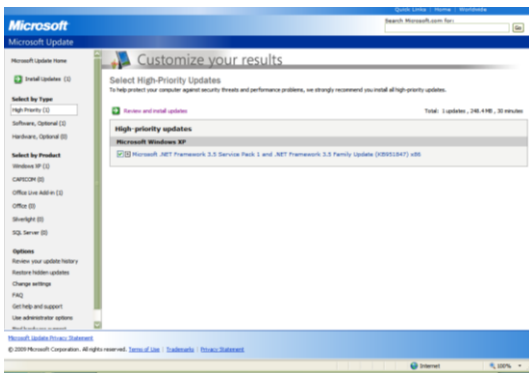 Quick Links | Home | Worldwide
Microsoft
Search Microsoft.com for:
Go
Microsoft Update
Microsoft Update Home
Install Updates (1)
Select by Type
High Priority (1)
Software, Optional (1)
Hardware, Optional (0)
Select by Product
Windows XP (1)
CAPICOM (0)
Office Live Add-in (1)
Office (0)
Silverlight (0)
SQL Server (0)
Options
Review your update history
Restore hidden updates
Change settings
FAQ
Get help and support
Use administrator options
Customize your results
Select High-Priority Updates
To help protect your computer against security threats and performance problems, we strongly recommend you install all high-priority updates.
Review and install updates
Total: 1 updates , 248.4 MB , 30 minutes
High-priority updates
Microsoft Windows XP
Microsoft .NET Framework 3.5 Service Pack 1 and .NET Framework 3.5 Family Update (KB951847) x86
Microsoft Update Privacy Statement
© 2009 Microsoft Corporation. All rights reserved. Terms of Use | Trademarks | Privacy Statement
Internet
100%